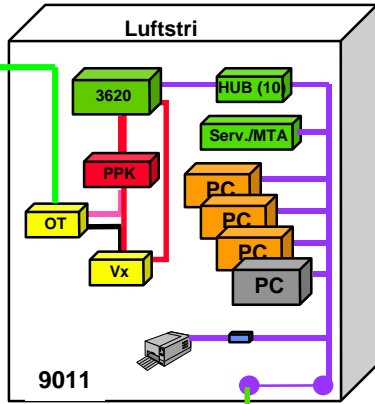 Luftstri
3620
HUB (10)
Serv./MTA
PPK
PC
PC
OT
PC
Vx
PC
9011